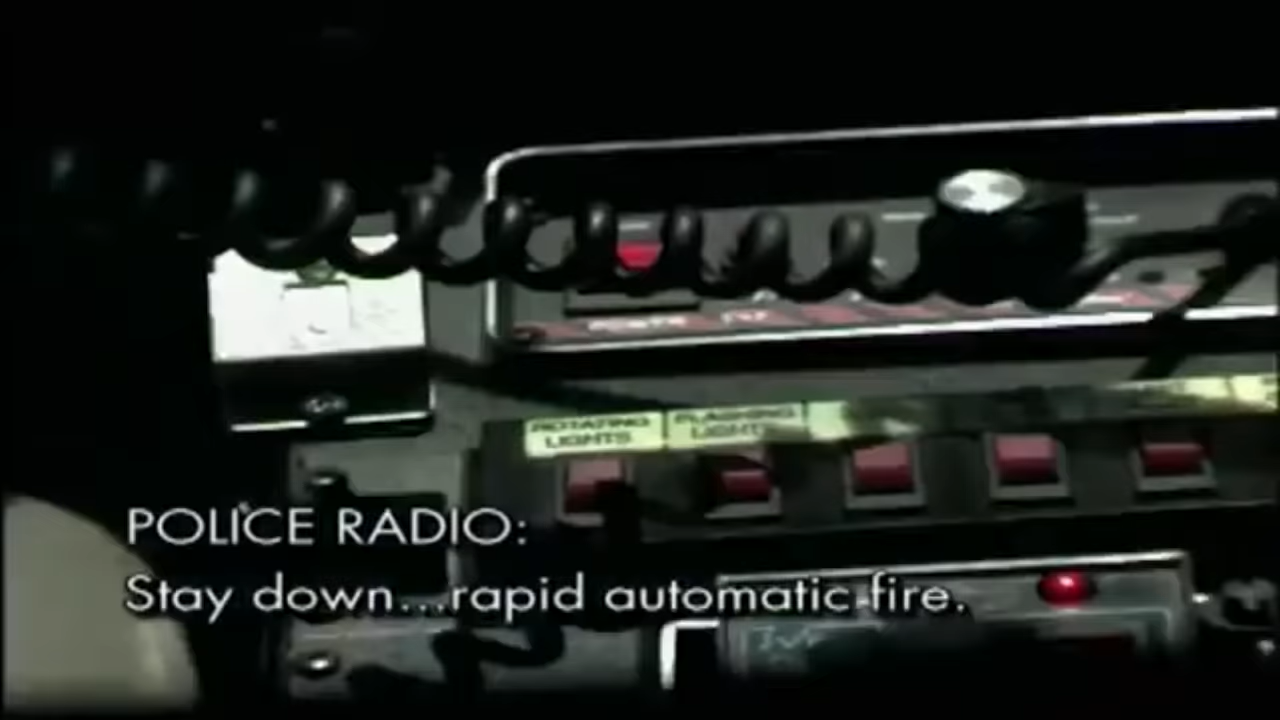 ROTATING FLASHING
LIGHTS LIGHTS
POLICE RADIO:
Stay down...rapid automatic fire.